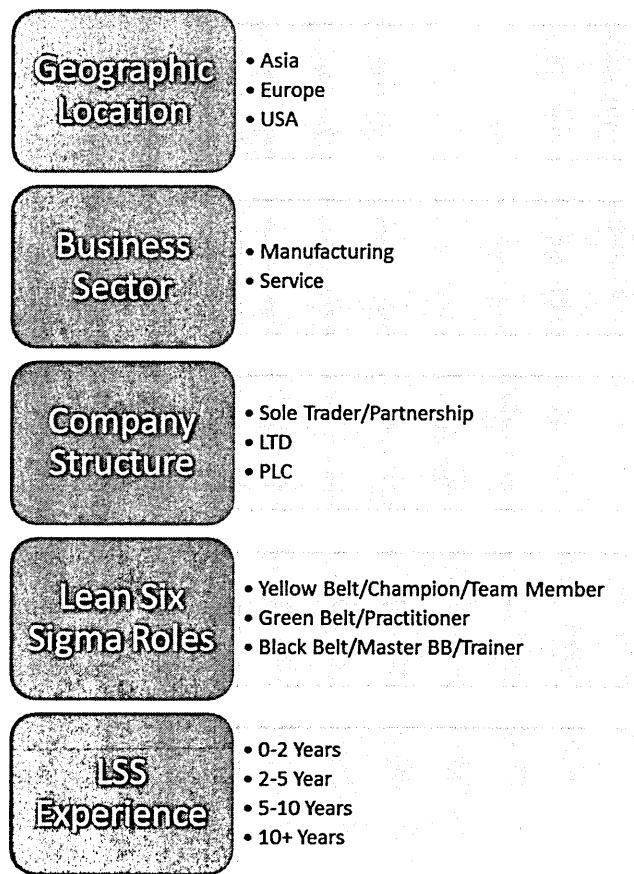 Geographic
Location
• Asia
• Europe
• USA
Business
Sector
• Manufacturing
• Service
Company
Structure
• Sole Trader/Partnership
• LTD
• PLC
Lean Six
Sigma Roles
• Yellow Belt/Champion/Team Member
• Green Belt/Practitioner
• Black Belt/Master BB/Trainer
LSS
Experience
• 0-2 Years
• 2-5 Year
• 5-10 Years
• 10+ Years